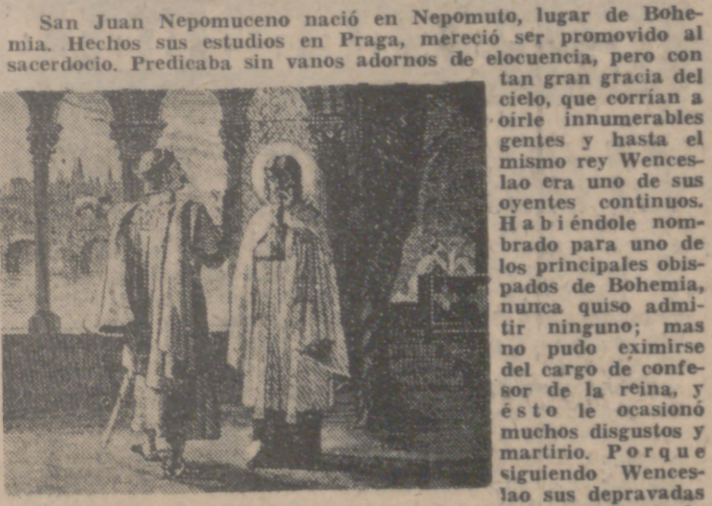 San Juan Nepomuceno nació en Nepomuto, lugar de Bohe-
mia. Hechos sus estudios en Praga, mereció ser promovido al
sacerdocio. Predicaba sin vanos adornos de elocuencia, pero con
tan gran gracia del
cielo, que corrían a
oirle innumerables
gentes y hasta el
mismo rey Wences-
lao era uno de sus
oyentes continuos.
Habiéndole nom-
brado para uno de
los principales obis-
pados de Bohemia,
nunca quiso admi-
tir ninguno; mas
no pudo eximirse
del cargo de confe-
sor de la reina, y
ésto le ocasionó
muchos disgustos y
martirio. Porque
siguiendo Wences-
lao sus depravadas